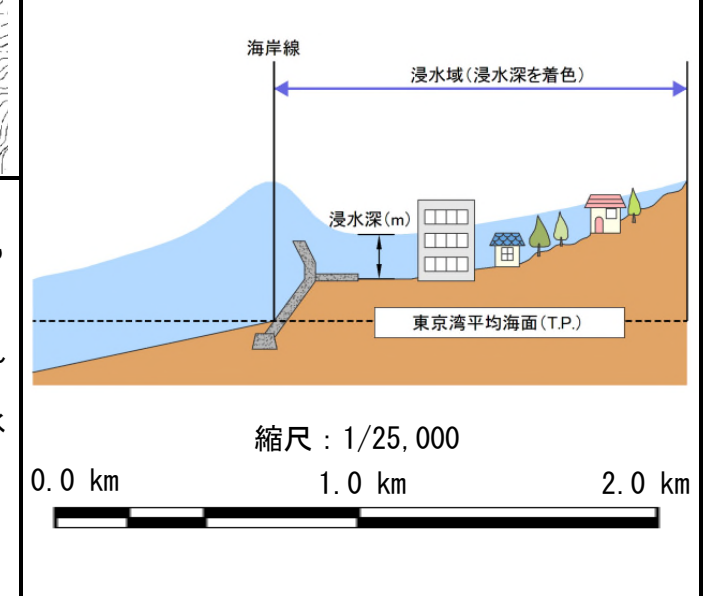 海岸線
浸水域(浸水深を着色)
浸水深(m)
東京湾平均海面(T.P.)
縮尺：1/25,000
0.0 km 1.0 km 2.0 km